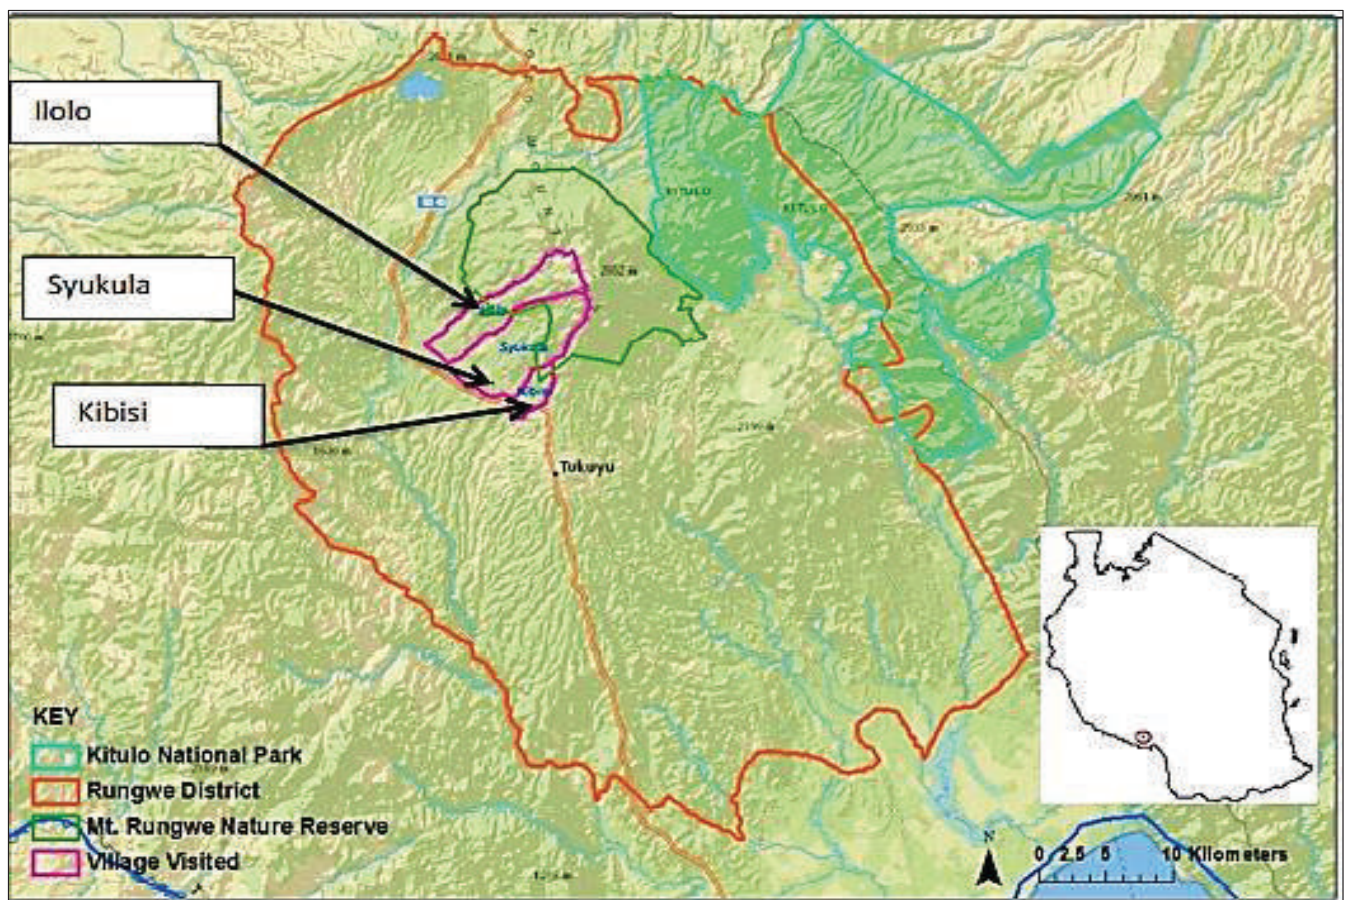 Ilolo
Syukula
Kibisi
KITULO
KITULO
2961 m
Syukula
Tukuyu
KEY
Kitulo National Park
Rungwe District
Mt. Rungwe Nature Reserve
Village Visited
N
0 2.5 5 10 Kilometers